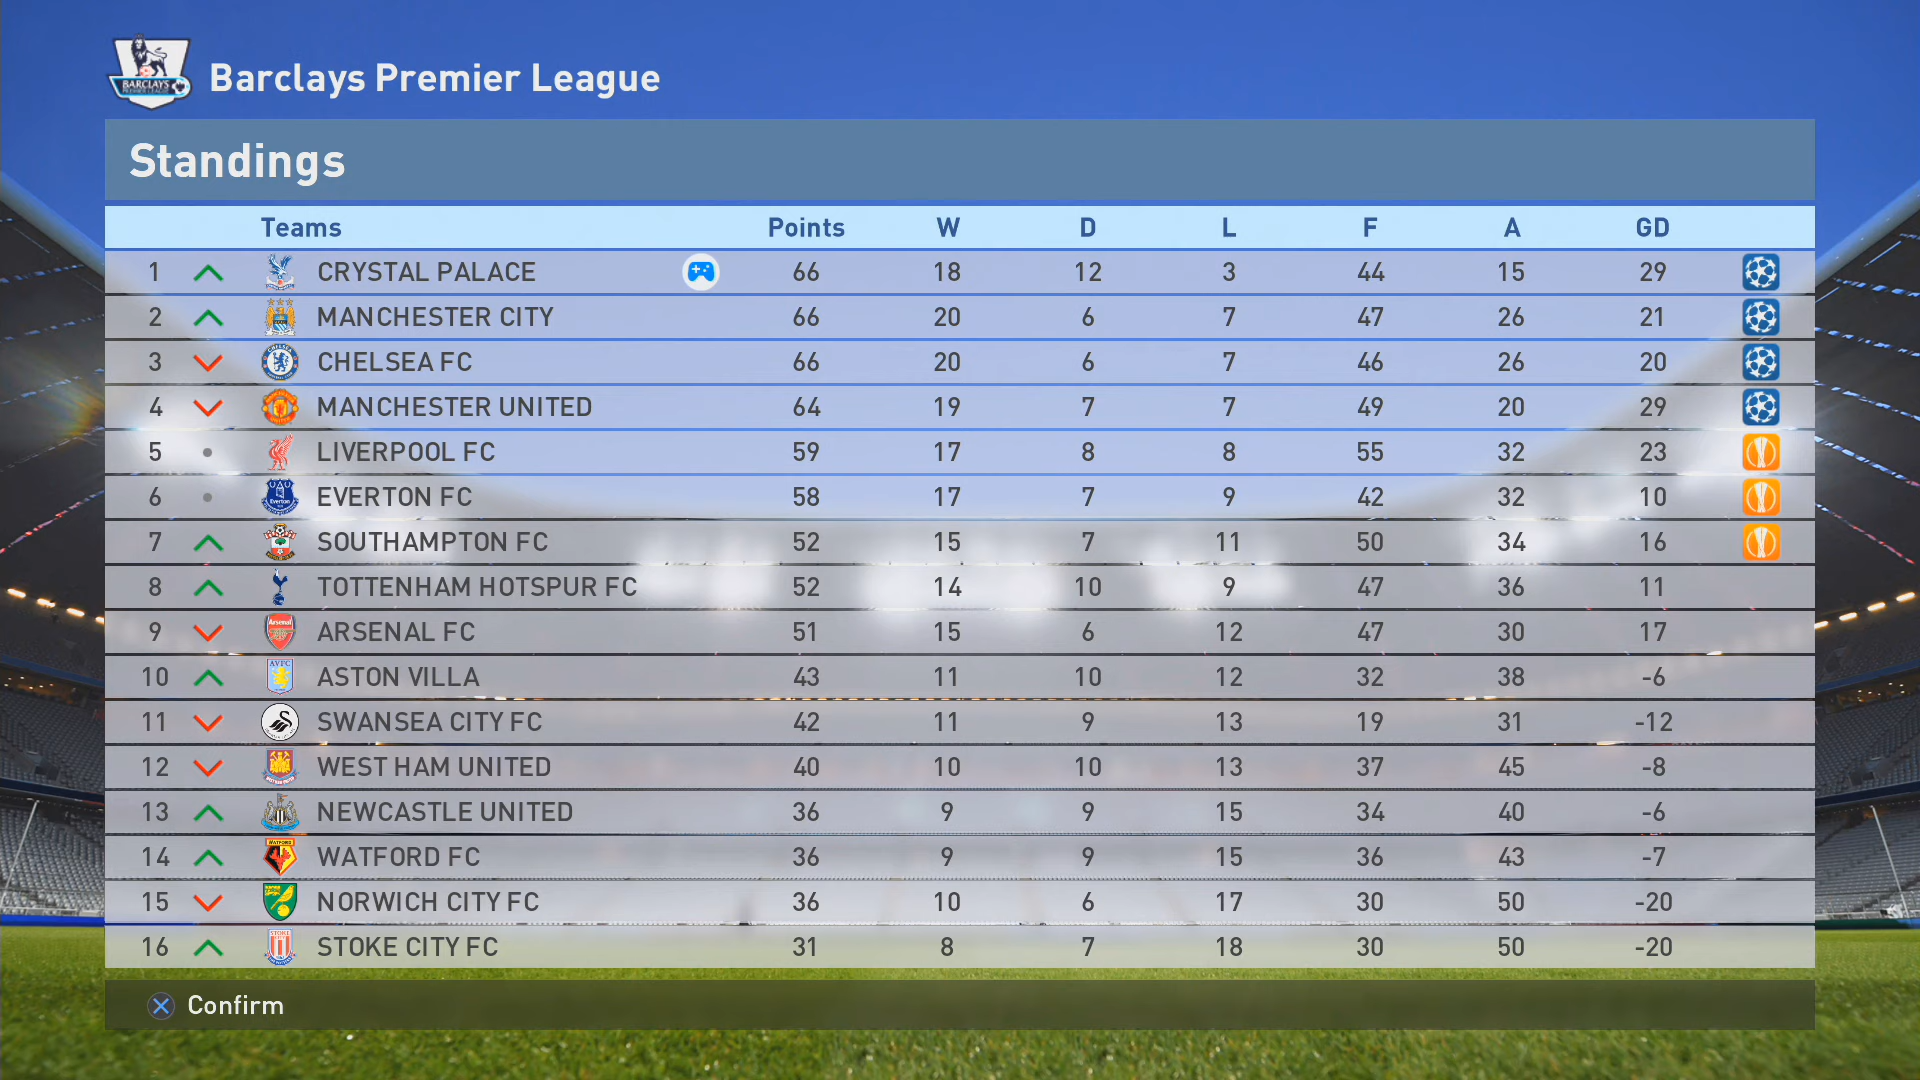 BARCLAYS
Barclays Premier League
Standings
Teams Points W D L F A GD
1 CRYSTAL PALACE 66 18 12 3 44 15 29
2 MANCHESTER CITY 66 20 6 7 47 26 21
3 CHELSEA FC 66 20 6 7 46 26 20
4 MANCHESTER UNITED 64 19 7 7 49 20 29
5 LIVERPOOL FC 59 17 8 8 55 32 23
6 Everton EVERTON FC 58 17 7 9 42 32 10
7 SOUTHAMPTON FC 52 15 7 11 50 34 16
8 TOTTENHAM HOTSPUR FC 52 14 10 9 47 36 11
9 Arsenal ARSENAL FC 51 15 6 12 47 30 17
10 AVFC ASTON VILLA 43 11 10 12 32 38 -6
11 SWANSEA CITY FC 42 11 9 13 19 31 -12
12 WEST HAM UNITED 40 10 10 13 37 45 -8
13 NEWCASTLE UNITED 36 9 9 15 34 40 -6
14 WATFORD WATFORD FC 36 9 9 15 36 43 -7
15 NORWICH CITY FC 36 10 6 17 30 50 -20
16 STOKE STOKE CITY FC 31 8 7 18 30 50 -20
Confirm